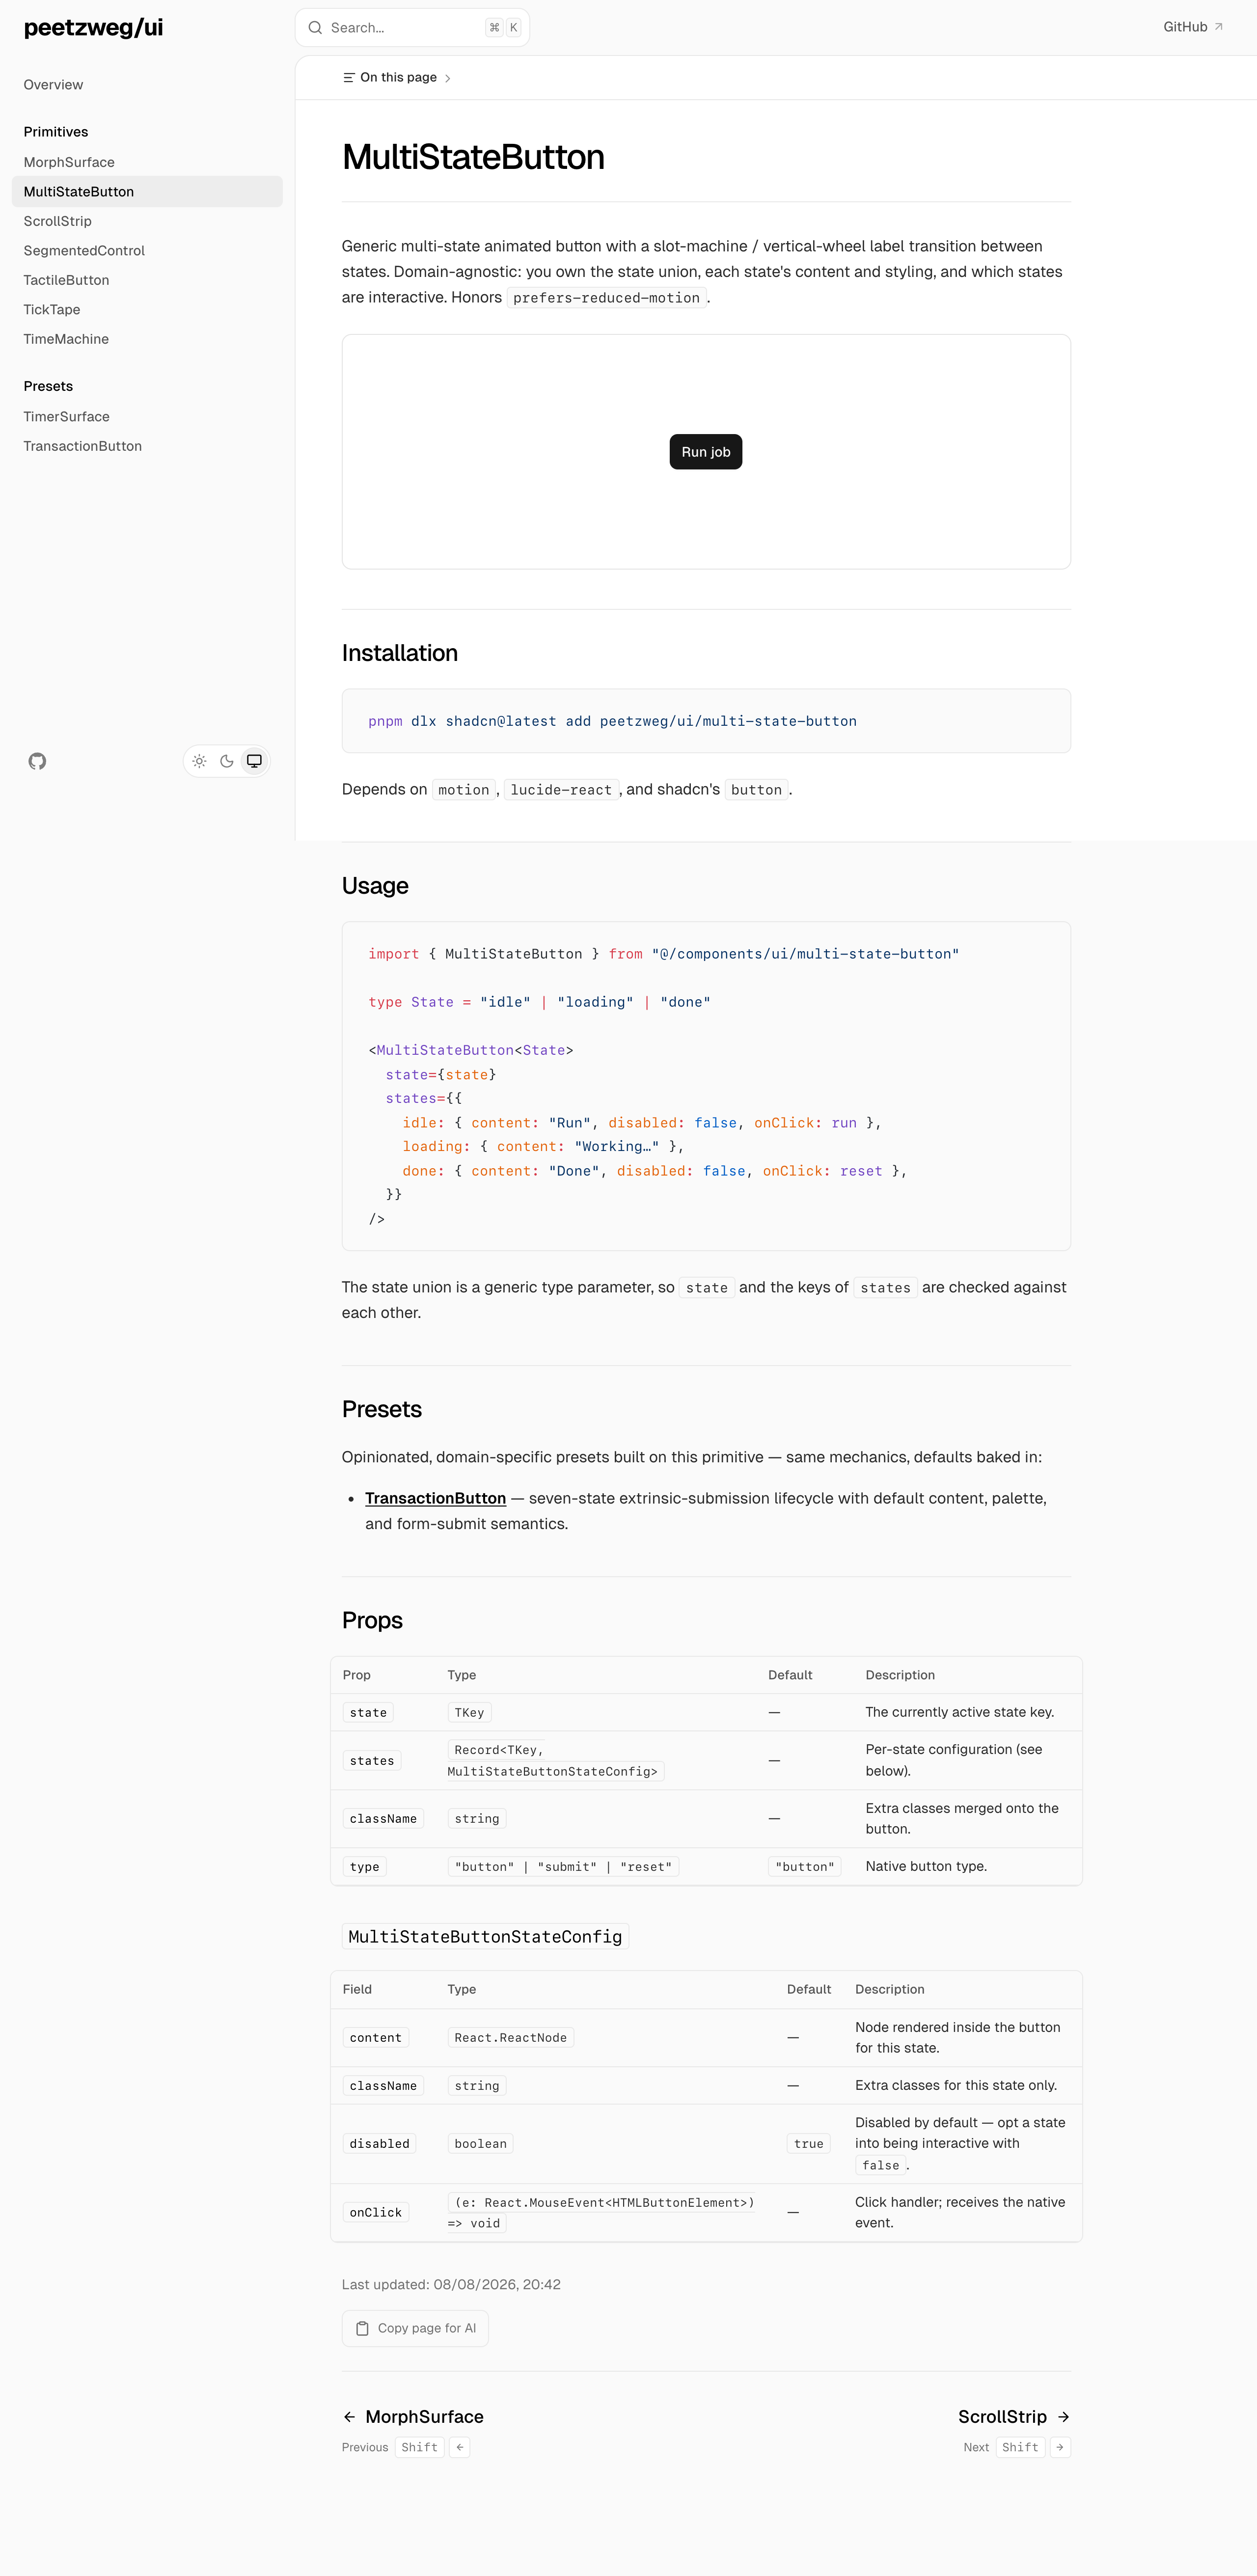 peetzweg/ui
Search...
⌘ K
GitHub ↗
Overview
Primitives
MorphSurface
MultiStateButton
ScrollStrip
SegmentedControl
TactileButton
TickTape
TimeMachine
Presets
TimerSurface
TransactionButton
On this page
MultiStateButton
Generic multi-state animated button with a slot-machine / vertical-wheel label transition between
states. Domain-agnostic: you own the state union, each state's content and styling, and which states
are interactive. Honors prefers-reduced-motion.
Run job
Installation
pnpm dlx shadcn@latest add peetzweg/ui/multi-state-button
Depends on motion, lucide-react, and shadcn's button.
Usage
import { MultiStateButton } from "@/components/ui/multi-state-button"
type State = "idle" | "loading" | "done"
<MultiStateButton<State>
  state={state}
  states={{
    idle: { content: "Run", disabled: false, onClick: run },
    loading: { content: "Working…" },
    done: { content: "Done", disabled: false, onClick: reset },
  }}
/>
The state union is a generic type parameter, so state and the keys of states are checked against
each other.
Presets
Opinionated, domain-specific presets built on this primitive — same mechanics, defaults baked in:
• TransactionButton — seven-state extrinsic-submission lifecycle with default content, palette,
and form-submit semantics.
Props
Prop Type Default Description
state TKey — The currently active state key.
states Record<TKey, MultiStateButtonStateConfig> — Per-state configuration (see below).
className string — Extra classes merged onto the button.
type "button" | "submit" | "reset" "button" Native button type.
MultiStateButtonStateConfig
Field Type Default Description
content React.ReactNode — Node rendered inside the button for this state.
className string — Extra classes for this state only.
disabled boolean true Disabled by default — opt a state into being interactive with false.
onClick (e: React.MouseEvent<HTMLButtonElement>) => void — Click handler; receives the native event.
Last updated: 08/08/2026, 20:42
Copy page for AI
← MorphSurface
Previous Shift ←
ScrollStrip →
Next Shift →